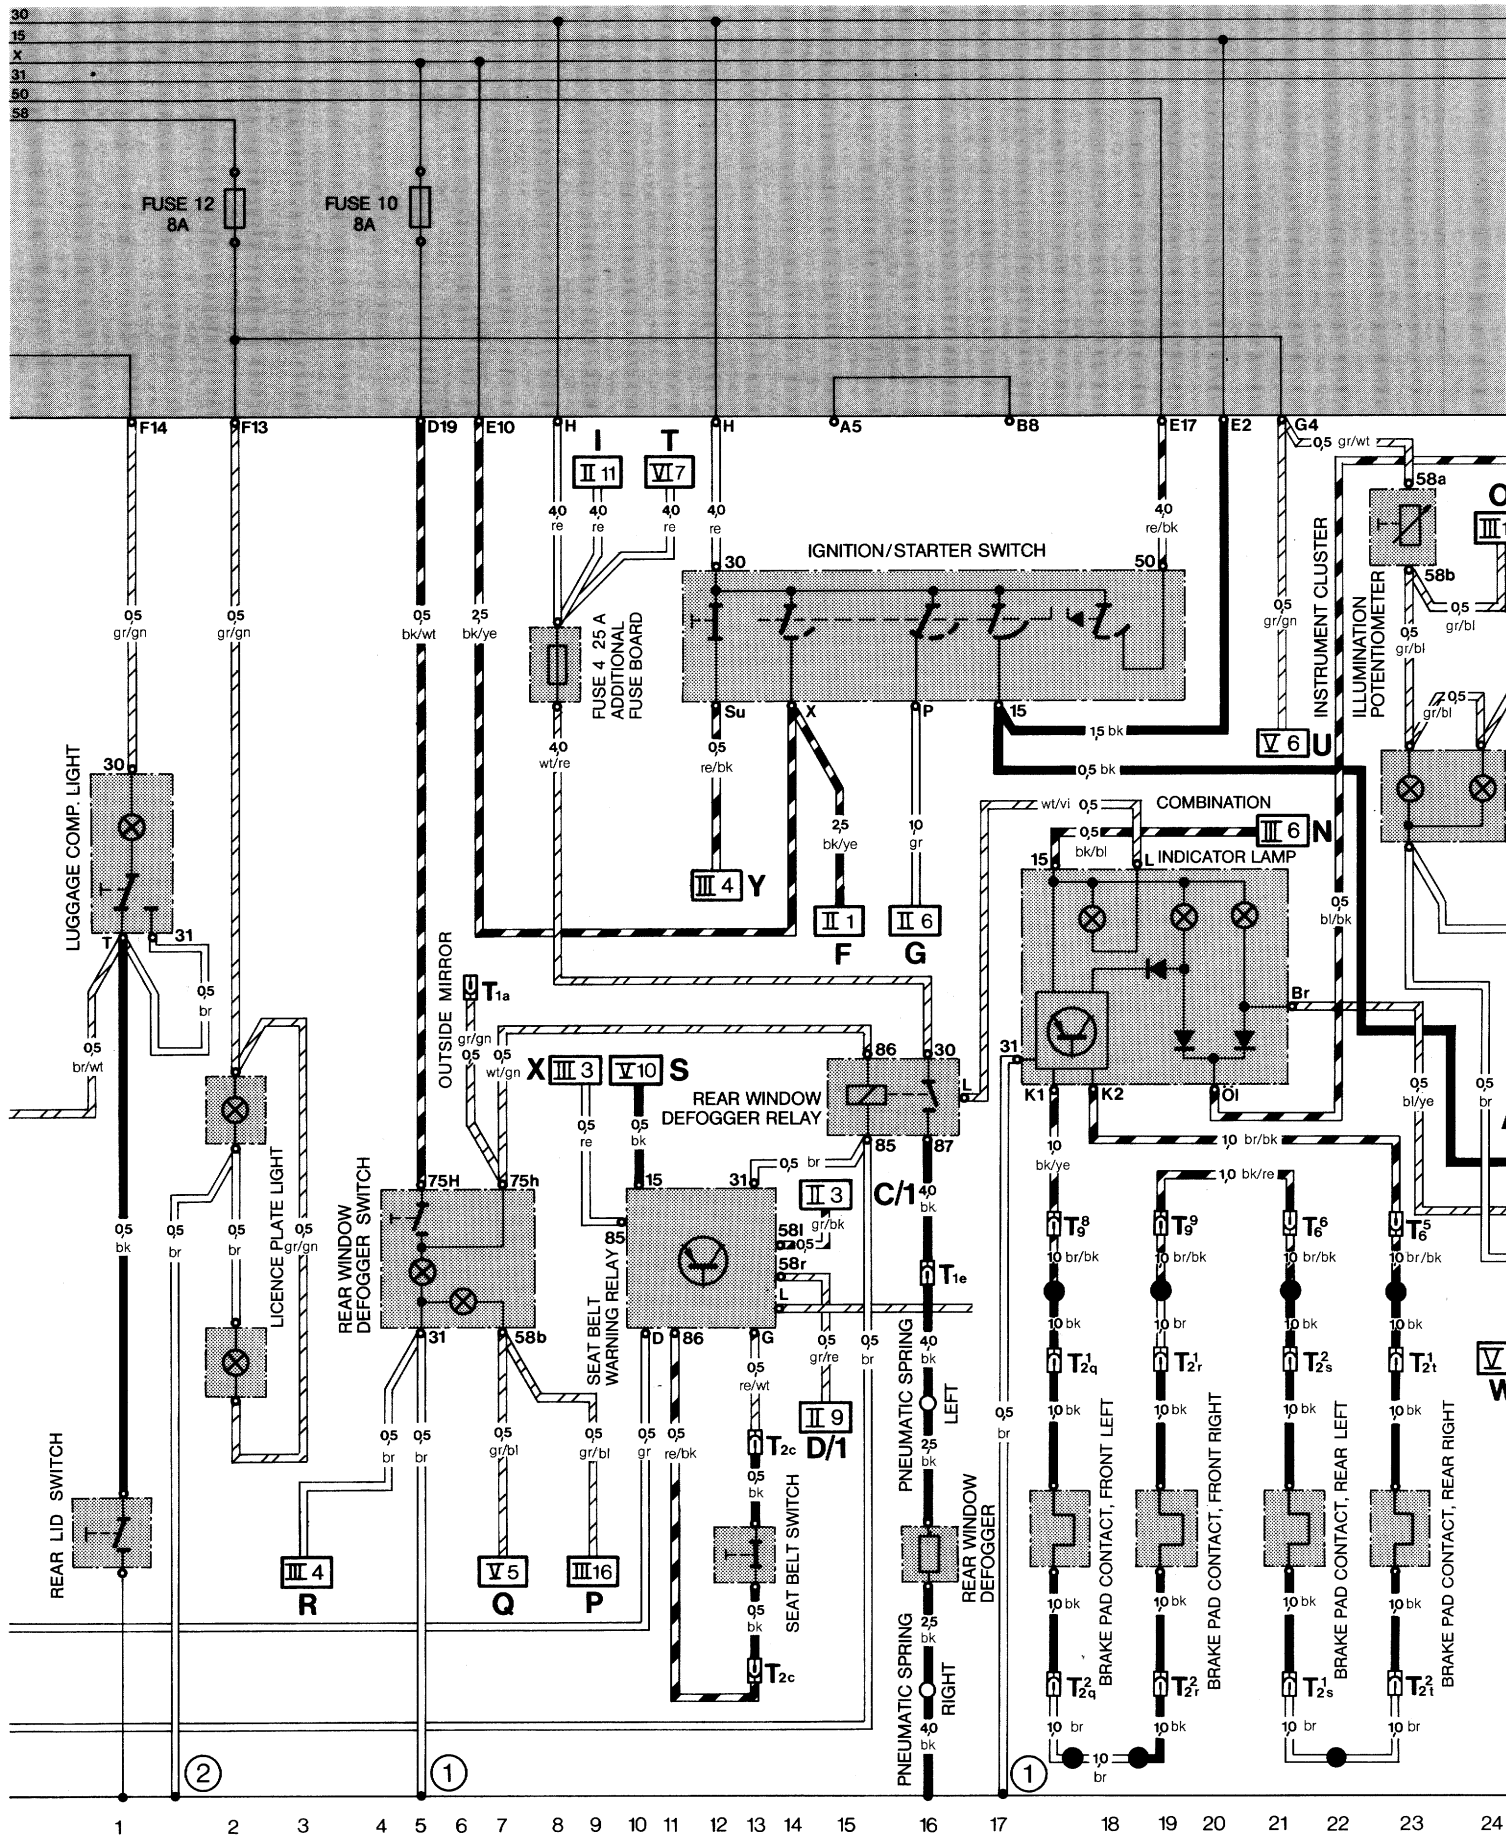 30
15
X
31
50
58
FUSE 12
8A
FUSE 10
8A
F14
F13
D19
E10
H
H
A5
B8
E17
E2
G4
0,5 gr/wt
I
II 11
T
VI 7
58a
III
4,0
re
4,0
re
4,0
re
4,0
re
4,0
re/bk
IGNITION/STARTER SWITCH
30
50
INSTRUMENT CLUSTER
ILLUMINATION
POTENTIOMETER
58b
0,5
gr/bl
0,5
gr/bl
0,5
gr/gn
0,5
gr/gn
0,5
bk/wt
2,5
bk/ye
FUSE 4 25 A
ADDITIONAL
FUSE BOARD
0,5
gr/gn
0,5
gr/bl
Su
X
P
15
V 6
U
1,5 bk
0,5 bk
4,0
wt/re
0,5
re/bk
LUGGAGE COMP. LIGHT
30
wt/vi 0,5
COMBINATION
INDICATOR LAMP
0,5
bk/bl
III 6
N
15
L
2,5
bk/ye
1,0
gr
III 4
Y
II 1
F
II 6
G
0,5
bl/bk
T
31
0,5
br
0,5
br/wt
OUTSIDE MIRROR
T1a
gr/gn
0,5
0,5
wt/gn
X
III 3
V 10
S
REAR WINDOW
DEFOGGER RELAY
86
30
L
85
87
31
Br
K1
K2
Öl
0,5
bl/ye
0,5
br
0,5
re
0,5
bk
1,0
bk/ye
1,0 br/bk
1,0 bk/re
0,5 br
II 3
C/1
gr/bk
0,5
4,0
bk
LICENCE PLATE LIGHT
REAR WINDOW
DEFOGGER SWITCH
75H
75h
31
58b
15
31
85
58l
58r
L
D
86
G
SEAT BELT
WARNING RELAY
0,5
bk
0,5
br
0,5
br
0,5
gr/gn
T9 8
T9 9
T6 6
T6 5
1,0 br/bk
1,0 br/bk
1,0 br/bk
1,0 br/bk
T1e
1,0 bk
1,0 br
1,0 bk
1,0 bk
T2q 1
T2r 1
T2s 2
T2t 1
V
W
0,5
re/wt
0,5
gr/re
0,5
br
4,0
bk
PNEUMATIC SPRING
LEFT
II 9
D/1
1,0 bk
1,0 bk
1,0 bk
1,0 bk
0,5
br
0,5
br
0,5
gr/bl
0,5
gr/bl
0,5
gr
0,5
re/bk
T2c
0,5
bk
2,5
bk
0,5
br
REAR LID SWITCH
III 4
R
V 5
Q
III 16
P
SEAT BELT SWITCH
REAR WINDOW
DEFOGGER
BRAKE PAD CONTACT, FRONT LEFT
BRAKE PAD CONTACT, FRONT RIGHT
BRAKE PAD CONTACT, REAR LEFT
BRAKE PAD CONTACT, REAR RIGHT
0,5
bk
2,5
bk
1,0 bk
1,0 bk
1,0 bk
1,0 bk
T2c
PNEUMATIC SPRING
RIGHT
T2q 2
T2r 2
T2s 1
T2t 2
4,0
bk
1,0 br
1,0 bk
1,0 br
1,0 br
1,0
br
2
1
1
1 2 3 4 5 6 7 8 9 10 11 12 13 14 15 16 17 18 19 20 21 22 23 24